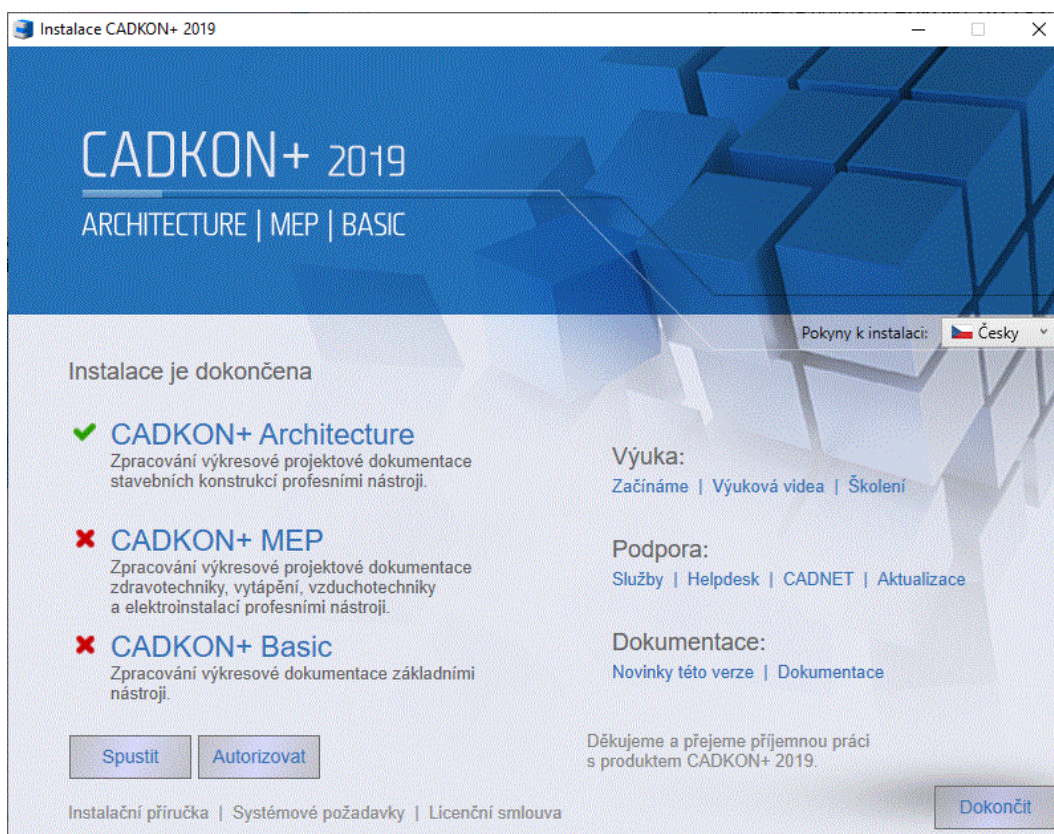 Instalace CADKON+ 2019
CADKON+ 2019
ARCHITECTURE | MEP | BASIC
Pokyny k instalaci: Česky
Instalace je dokončena
CADKON+ Architecture
Zpracování výkresové projektové dokumentace
stavebních konstrukcí profesními nástroji.
CADKON+ MEP
Zpracování výkresové projektové dokumentace
zdravotechniky, vytápění, vzduchotechniky
a elektroinstalací profesními nástroji.
CADKON+ Basic
Zpracování výkresové dokumentace základními
nástroji.
Výuka:
Začínáme | Výuková videa | Školení
Podpora:
Služby | Helpdesk | CADNET | Aktualizace
Dokumentace:
Novinky této verze | Dokumentace
Spustit Autorizovat
Děkujeme a přejeme příjemnou práci
s produktem CADKON+ 2019.
Instalační příručka | Systémové požadavky | Licenční smlouva
Dokončit